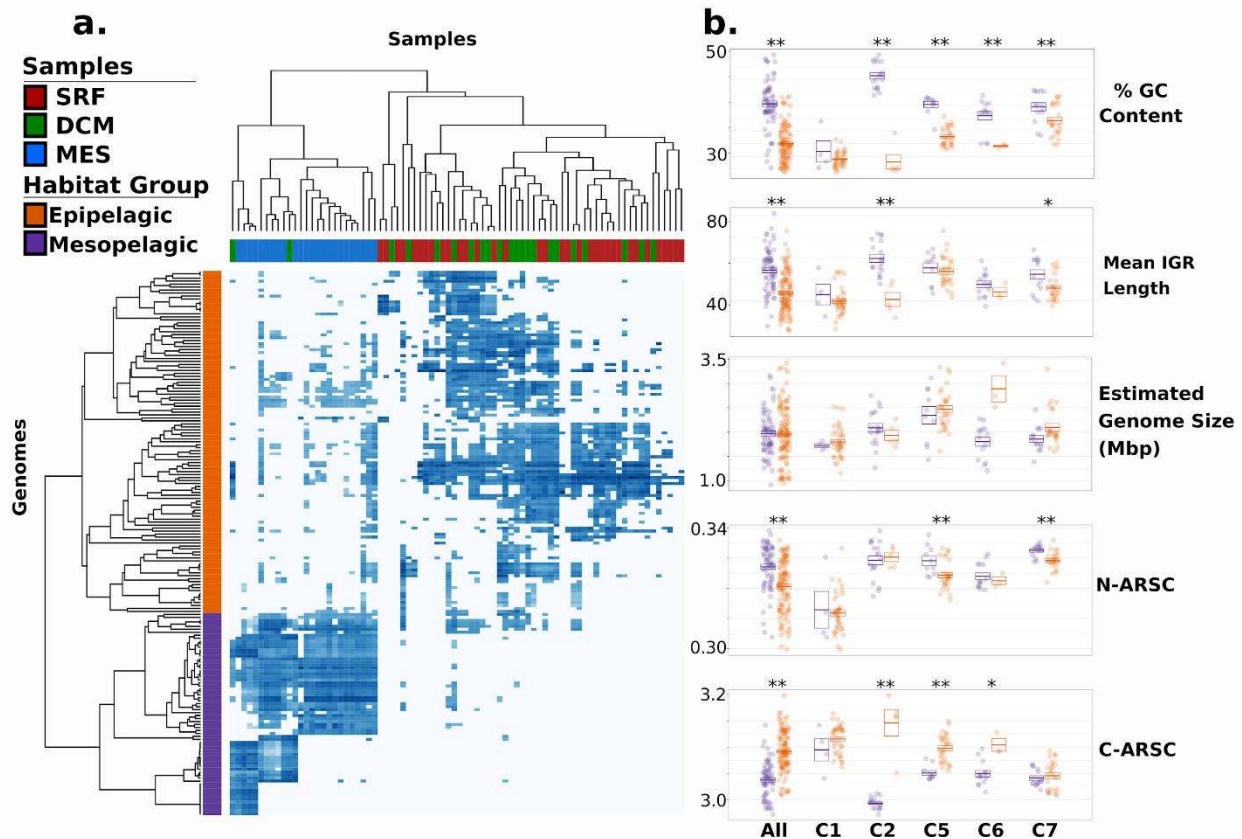 a.
Samples
Samples
SRF
DCM
MES
Habitat Group
Epipelagic
Mesopelagic
Genomes
b.
** ** ** ** **
50
30
% GC
Content
** ** *
80
40
Mean IGR
Length
3.5
1.0
Estimated
Genome Size
(Mbp)
** ** **
0.34
0.30
N-ARSC
** ** ** *
3.2
3.0
C-ARSC
All C1 C2 C5 C6 C7